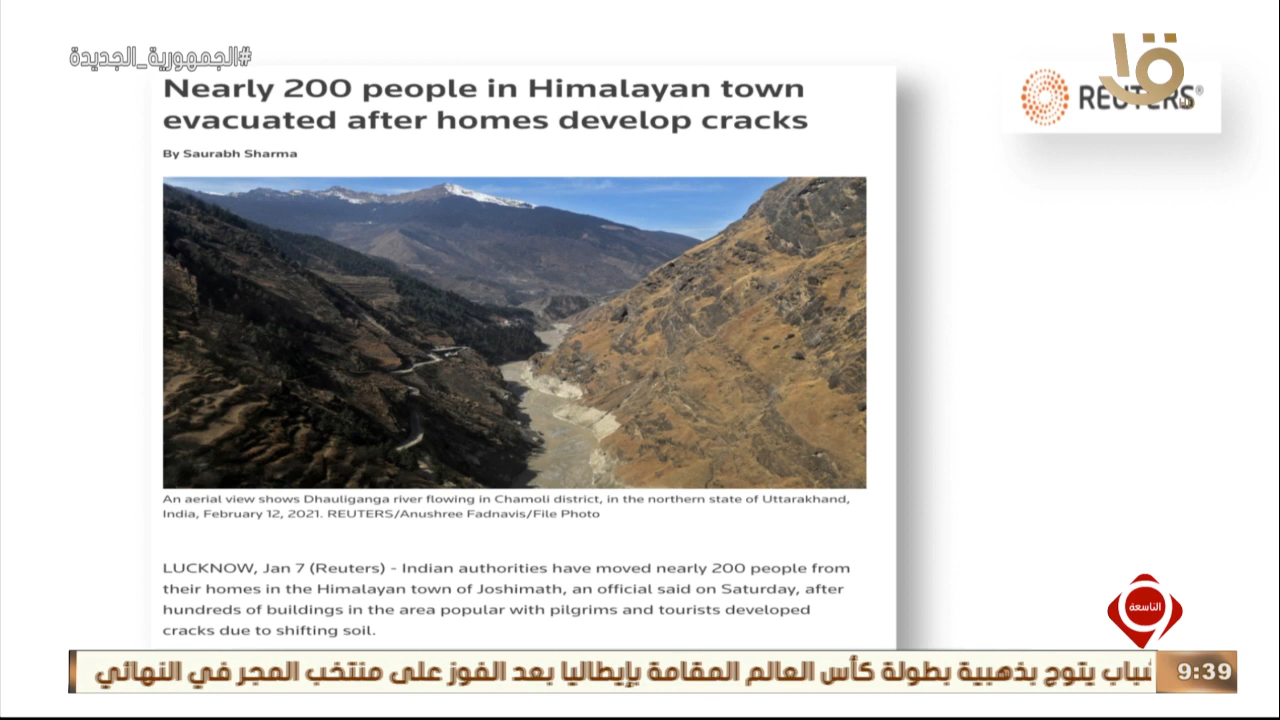 #الجمهورية_الجديدة
REUTERS
Nearly 200 people in Himalayan town
evacuated after homes develop cracks
By Saurabh Sharma
An aerial view shows Dhauliganga river flowing in Chamoli district, in the northern state of Uttarakhand,
India, February 12, 2021. REUTERS/Anushree Fadnavis/File Photo
LUCKNOW, Jan 7 (Reuters) - Indian authorities have moved nearly 200 people from
their homes in the Himalayan town of Joshimath, an official said on Saturday, after
hundreds of buildings in the area popular with pilgrims and tourists developed
cracks due to shifting soil.
التاسعة
يتوج بذهبية بطولة كأس العالم المقامة بإيطاليا بعد الفوز على منتخب المجر في النهائي
9:39